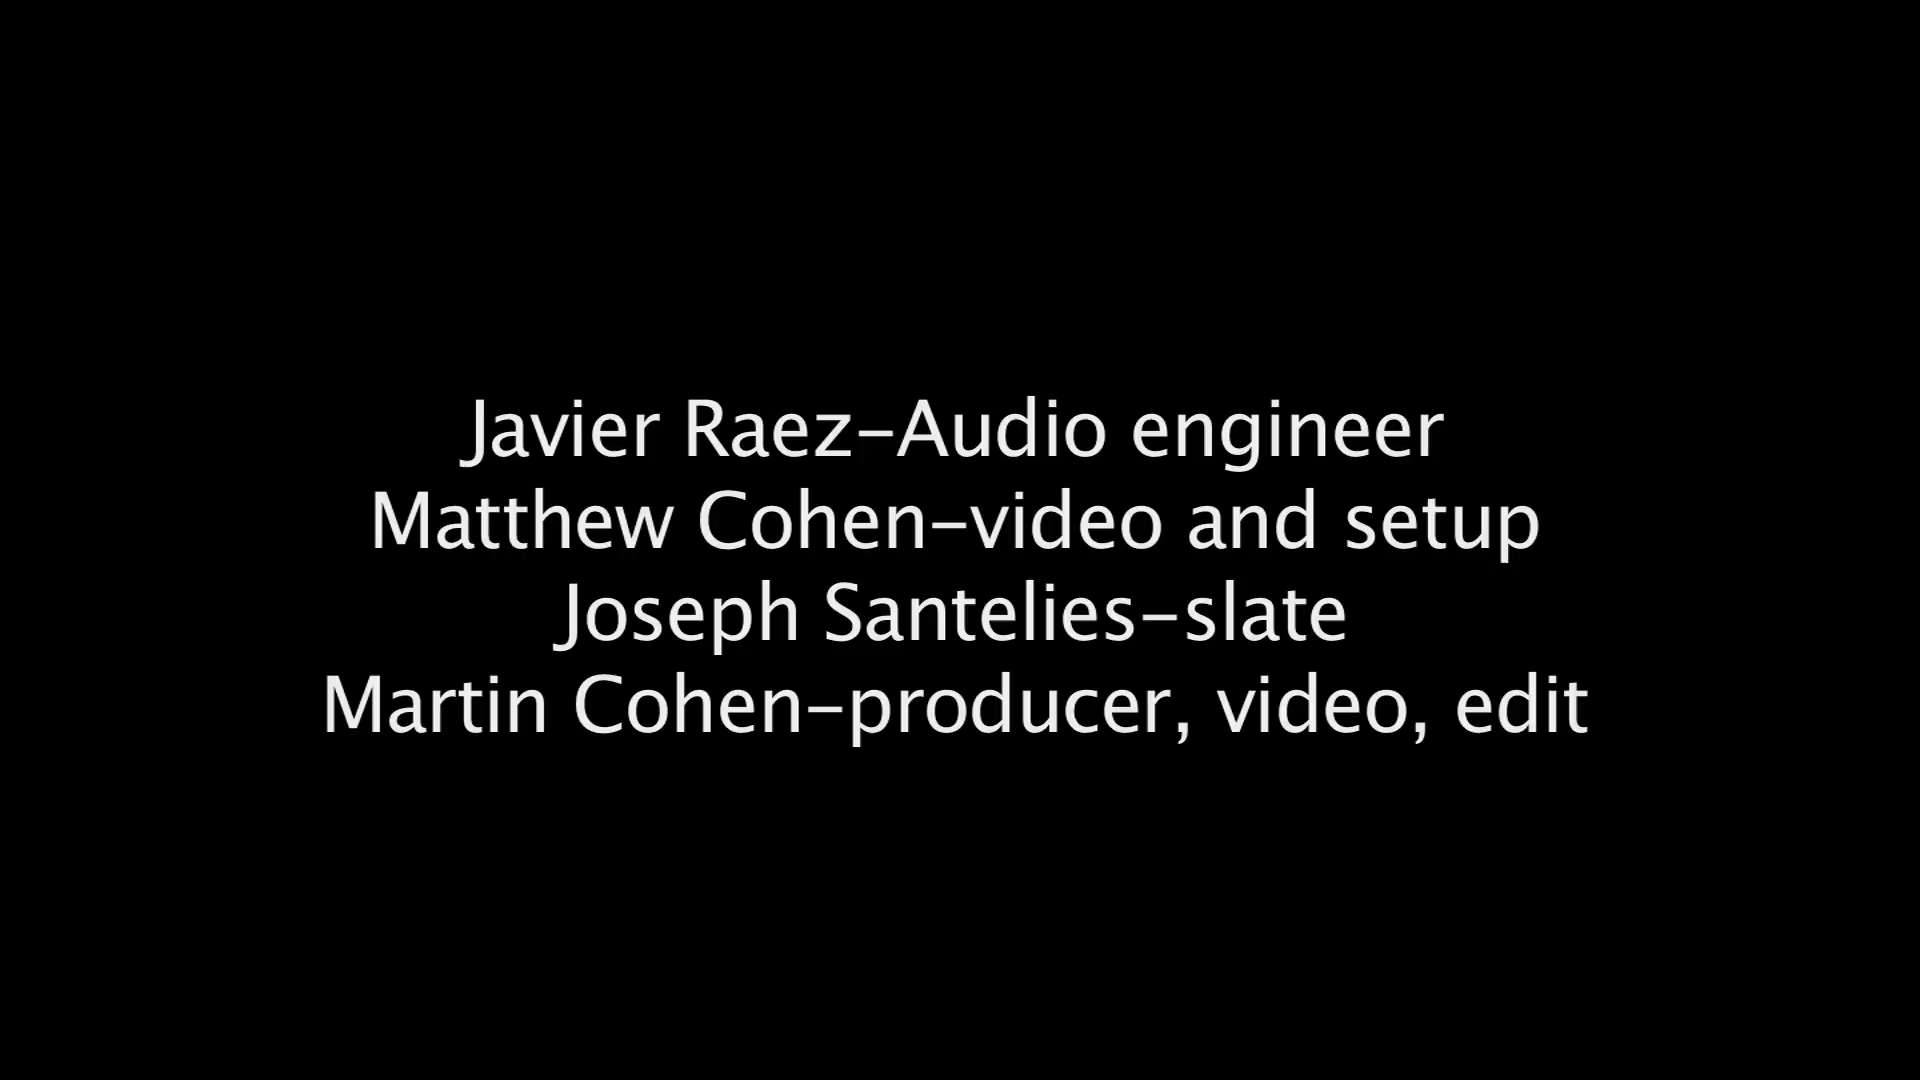 Javier Raez-Audio engineer
Matthew Cohen-video and setup
Joseph Santelies-slate
Martin Cohen-producer, video, edit